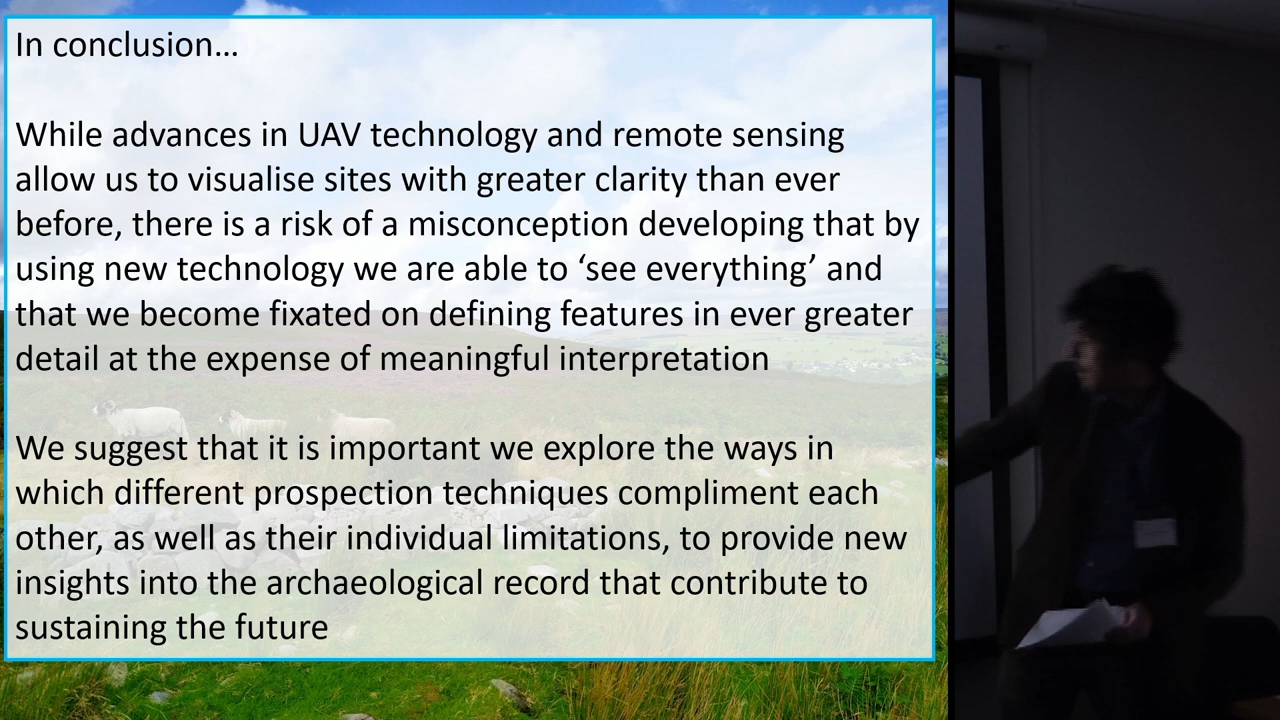 In conclusion…
While advances in UAV technology and remote sensing
allow us to visualise sites with greater clarity than ever
before, there is a risk of a misconception developing that by
using new technology we are able to ‘see everything’ and
that we become fixated on defining features in ever greater
detail at the expense of meaningful interpretation
We suggest that it is important we explore the ways in
which different prospection techniques compliment each
other, as well as their individual limitations, to provide new
insights into the archaeological record that contribute to
sustaining the future